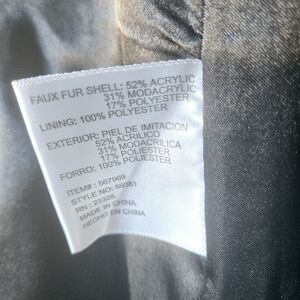 FAUX FUR SHELL: 52% ACRYLIC
31% MODACRYLIC
17% POLYESTER
LINING: 100% POLYESTER
EXTERIOR: PIEL DE IMITACION
52% ACRILICO
31% MODACRILICA
17% POLIESTER
FORRO: 100% POLIESTER
ITEM# : 567969
STYLE NO: 59381
RN : 23328
MADE IN CHINA
HECHO EN CHINA